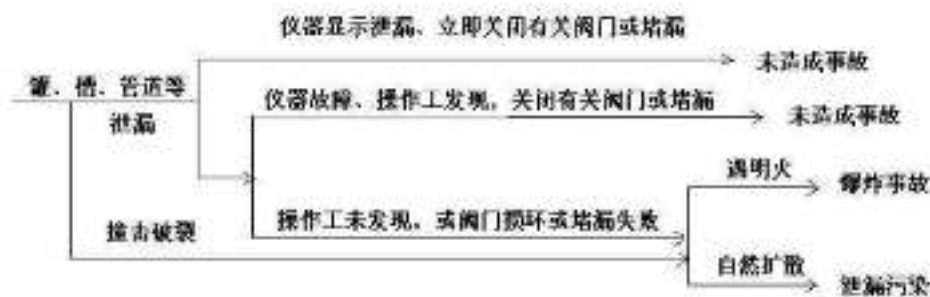 仪器显示泄漏、立即关闭有关阀门或堵漏
未造成事故
罐、槽、管道等
泄漏
仪器故障、操作工发现，关闭有关阀门或堵漏
未造成事故
遇明火
爆炸事故
操作工未发现，或阀门损环或堵漏失败
撞击破裂
自然扩散
泄漏污染